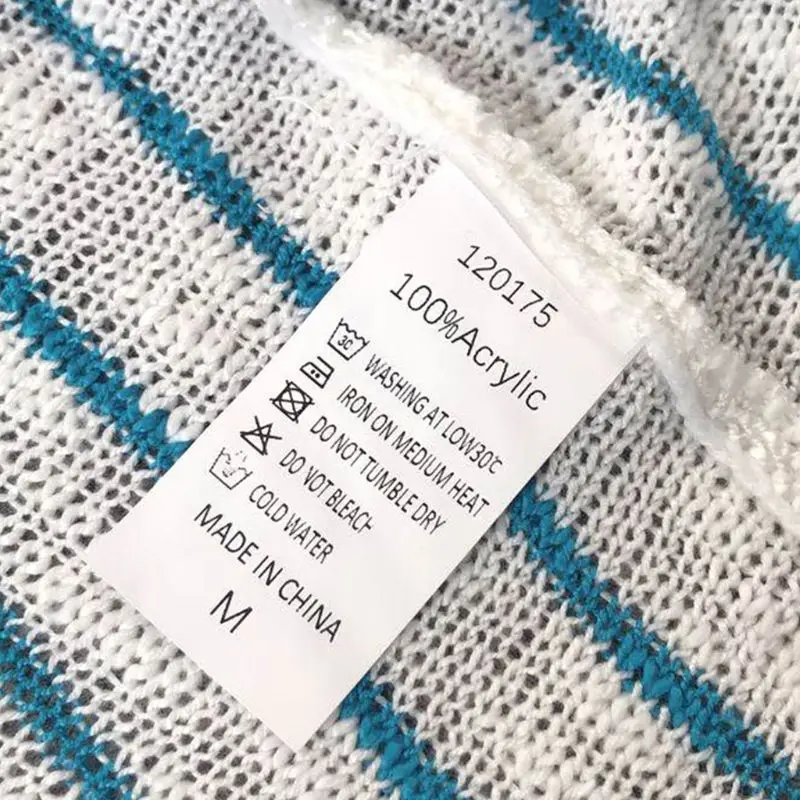 120175
100%Acrylic
30 WASHING AT LOW30℃
IRON ON MEDIUM HEAT
DO NOT TUMBLE DRY
DO VOT BLEACH
COLD WATER
MADE IN CHINA
M